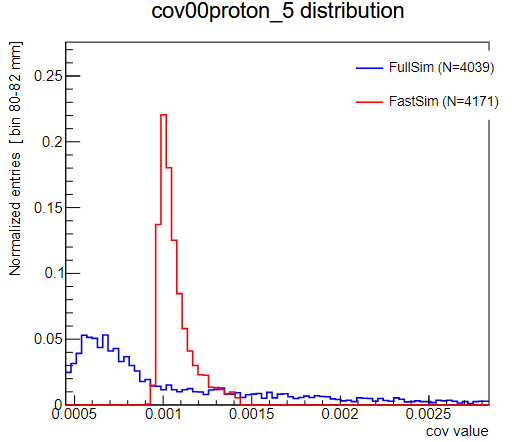 cov00proton_5 distribution
Normalized entries [ bin 80-82 mm]
FullSim (N=4039)
FastSim (N=4171)
0.25
0.2
0.15
0.1
0.05
0
0.0005
0.001
0.0015
0.002
0.0025
cov value